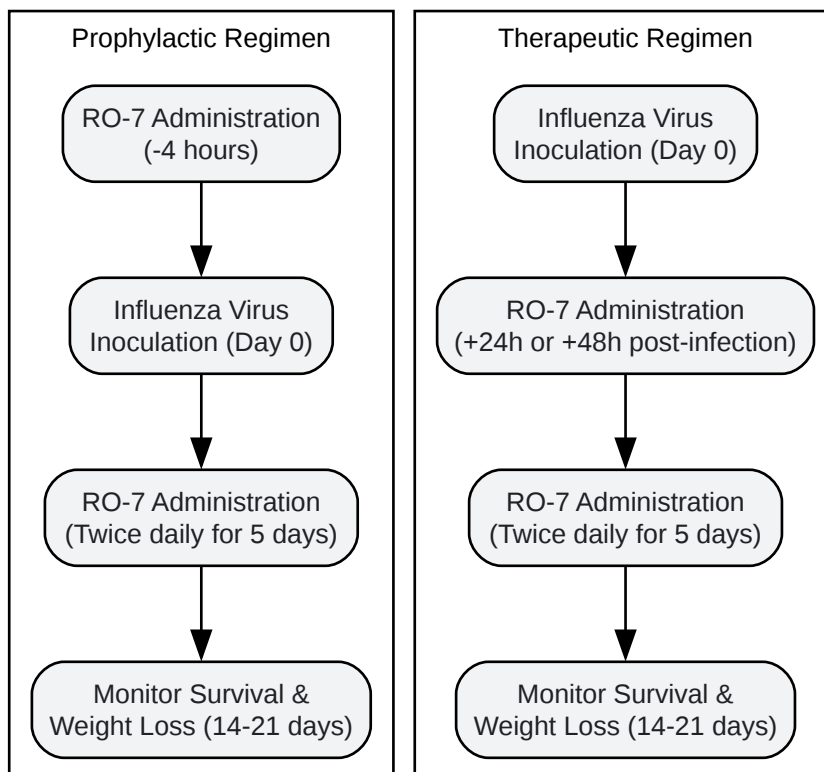 Prophylactic Regimen
RO-7 Administration
(-4 hours)
Influenza Virus
Inoculation (Day 0)
RO-7 Administration
(Twice daily for 5 days)
Monitor Survival &
Weight Loss (14-21 days)
Therapeutic Regimen
Influenza Virus
Inoculation (Day 0)
RO-7 Administration
(+24h or +48h post-infection)
RO-7 Administration
(Twice daily for 5 days)
Monitor Survival &
Weight Loss (14-21 days)